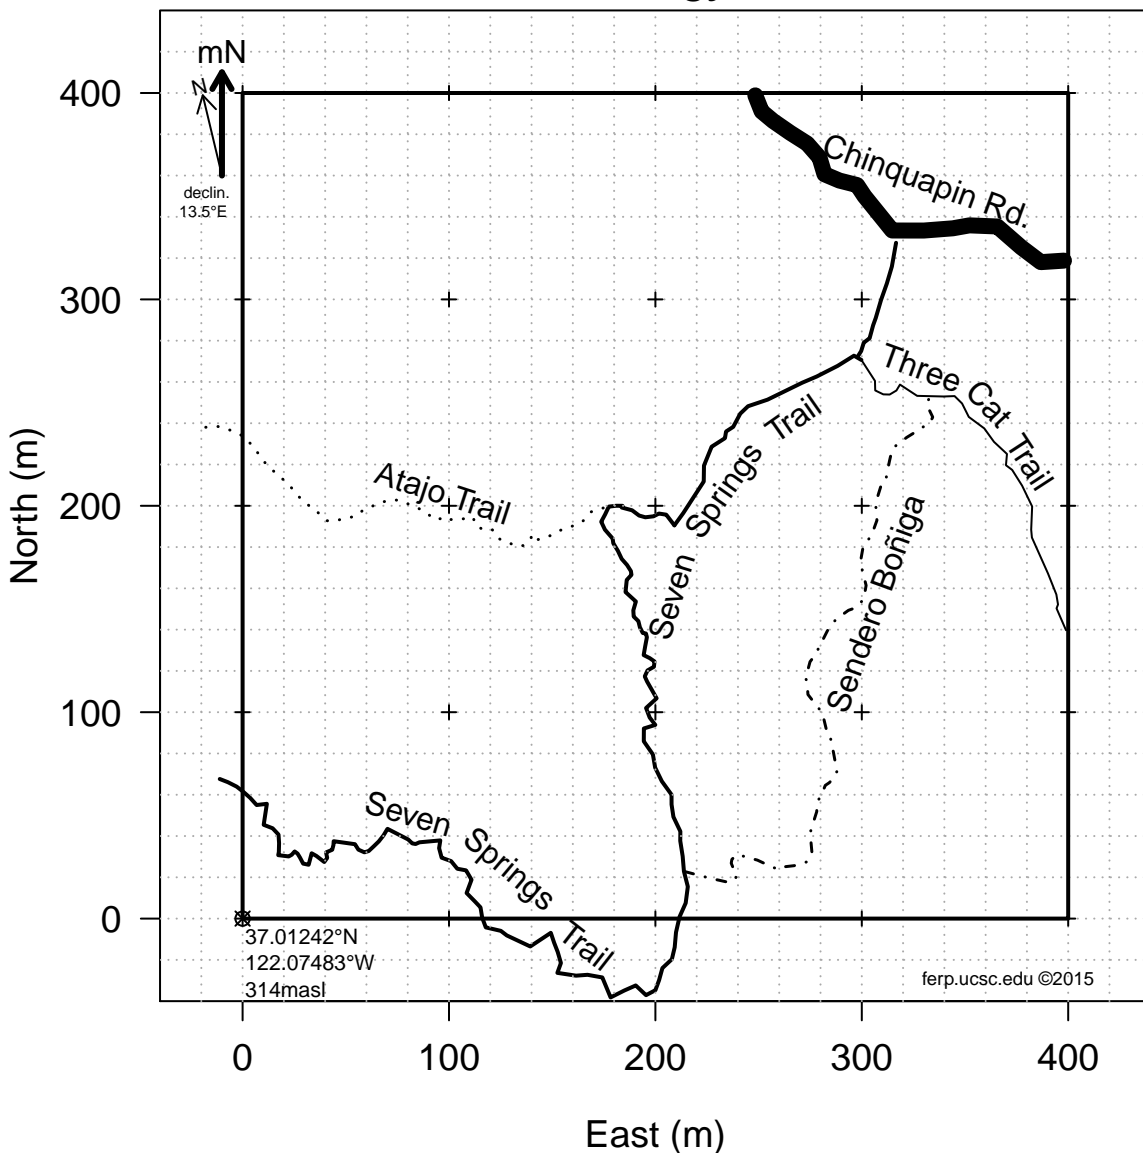 mN
N
declin.
13.5°E
400
300
200
100
0
North (m)
Chinquapin Rd.
Three Cat Trail
Seven Springs Trail
Atajo Trail
Sendero Boñiga
Seven Springs Trail
37.01242°N
122.07483°W
314masl
ferp.ucsc.edu ©2015
0 100 200 300 400
East (m)